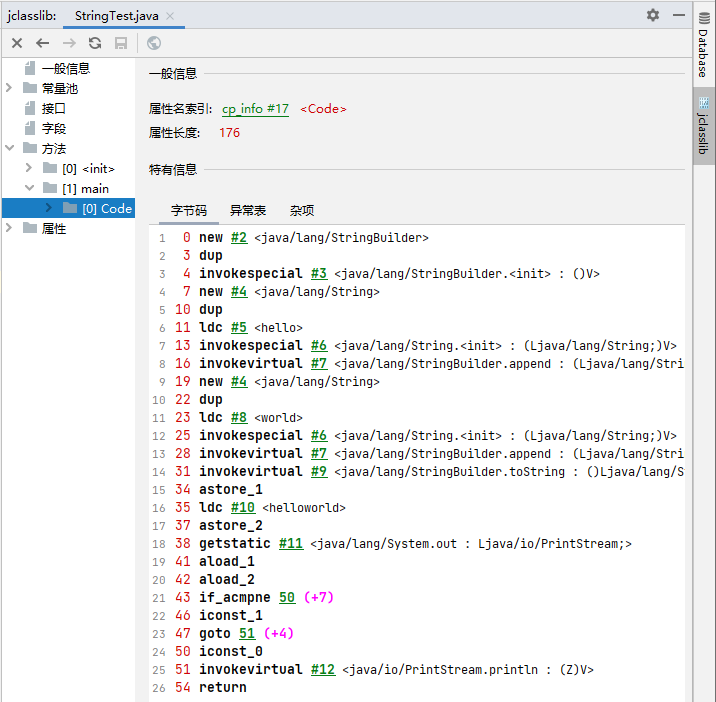 jclasslib: StringTest.java
Database
jclasslib
一般信息
常量池
接口
字段
方法
[0] <init>
[1] main
[0] Code
属性
一般信息
属性名索引: cp_info #17 <Code>
属性长度: 176
特有信息
字节码 异常表 杂项
1 0 new #2 <java/lang/StringBuilder>
2 3 dup
3 4 invokespecial #3 <java/lang/StringBuilder.<init> : ()V>
4 7 new #4 <java/lang/String>
5 10 dup
6 11 ldc #5 <hello>
7 13 invokespecial #6 <java/lang/String.<init> : (Ljava/lang/String;)V>
8 16 invokevirtual #7 <java/lang/StringBuilder.append : (Ljava/lang/Stri
9 19 new #4 <java/lang/String>
10 22 dup
11 23 ldc #8 <world>
12 25 invokespecial #6 <java/lang/String.<init> : (Ljava/lang/String;)V>
13 28 invokevirtual #7 <java/lang/StringBuilder.append : (Ljava/lang/Stri
14 31 invokevirtual #9 <java/lang/StringBuilder.toString : ()Ljava/lang/S
15 34 astore_1
16 35 ldc #10 <helloworld>
17 37 astore_2
18 38 getstatic #11 <java/lang/System.out : Ljava/io/PrintStream;>
19 41 aload_1
20 42 aload_2
21 43 if_acmpne 50 (+7)
22 46 iconst_1
23 47 goto 51 (+4)
24 50 iconst_0
25 51 invokevirtual #12 <java/io/PrintStream.println : (Z)V>
26 54 return